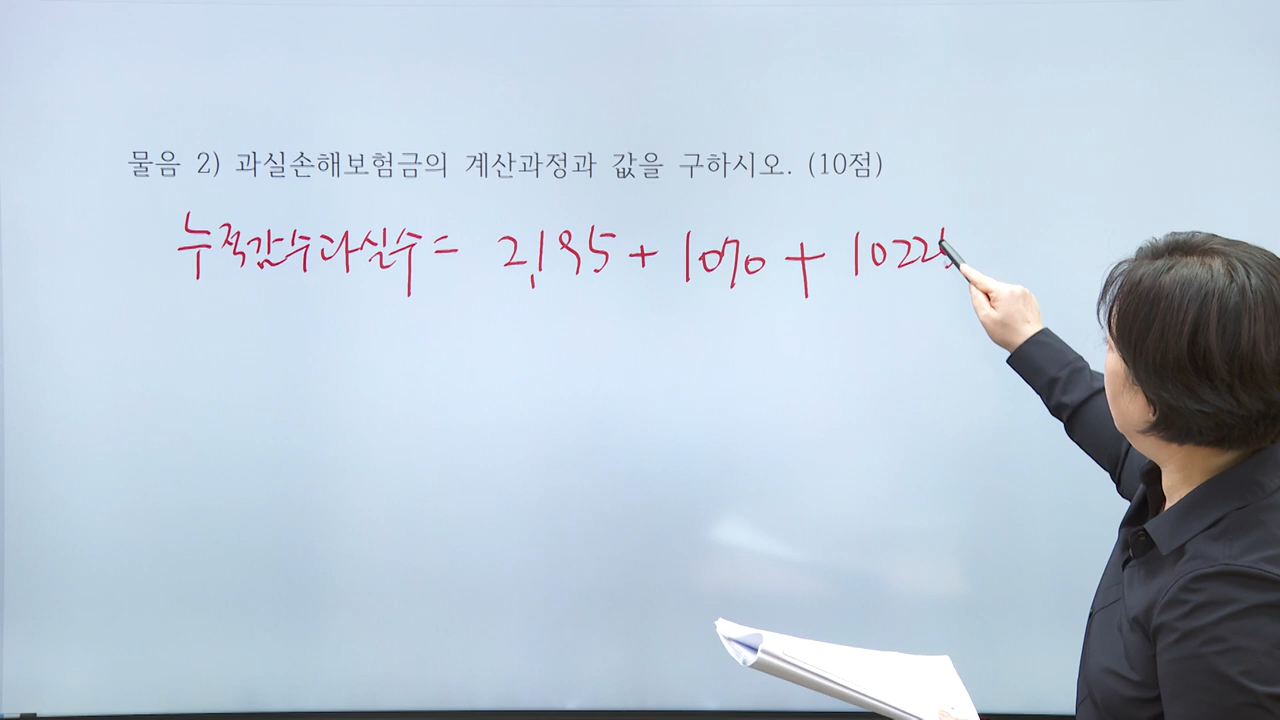 물음 2) 과실손해보험금의 계산과정과 값을 구하시오. (10점)
누적감수과실수 = 2,195 + 1070 +